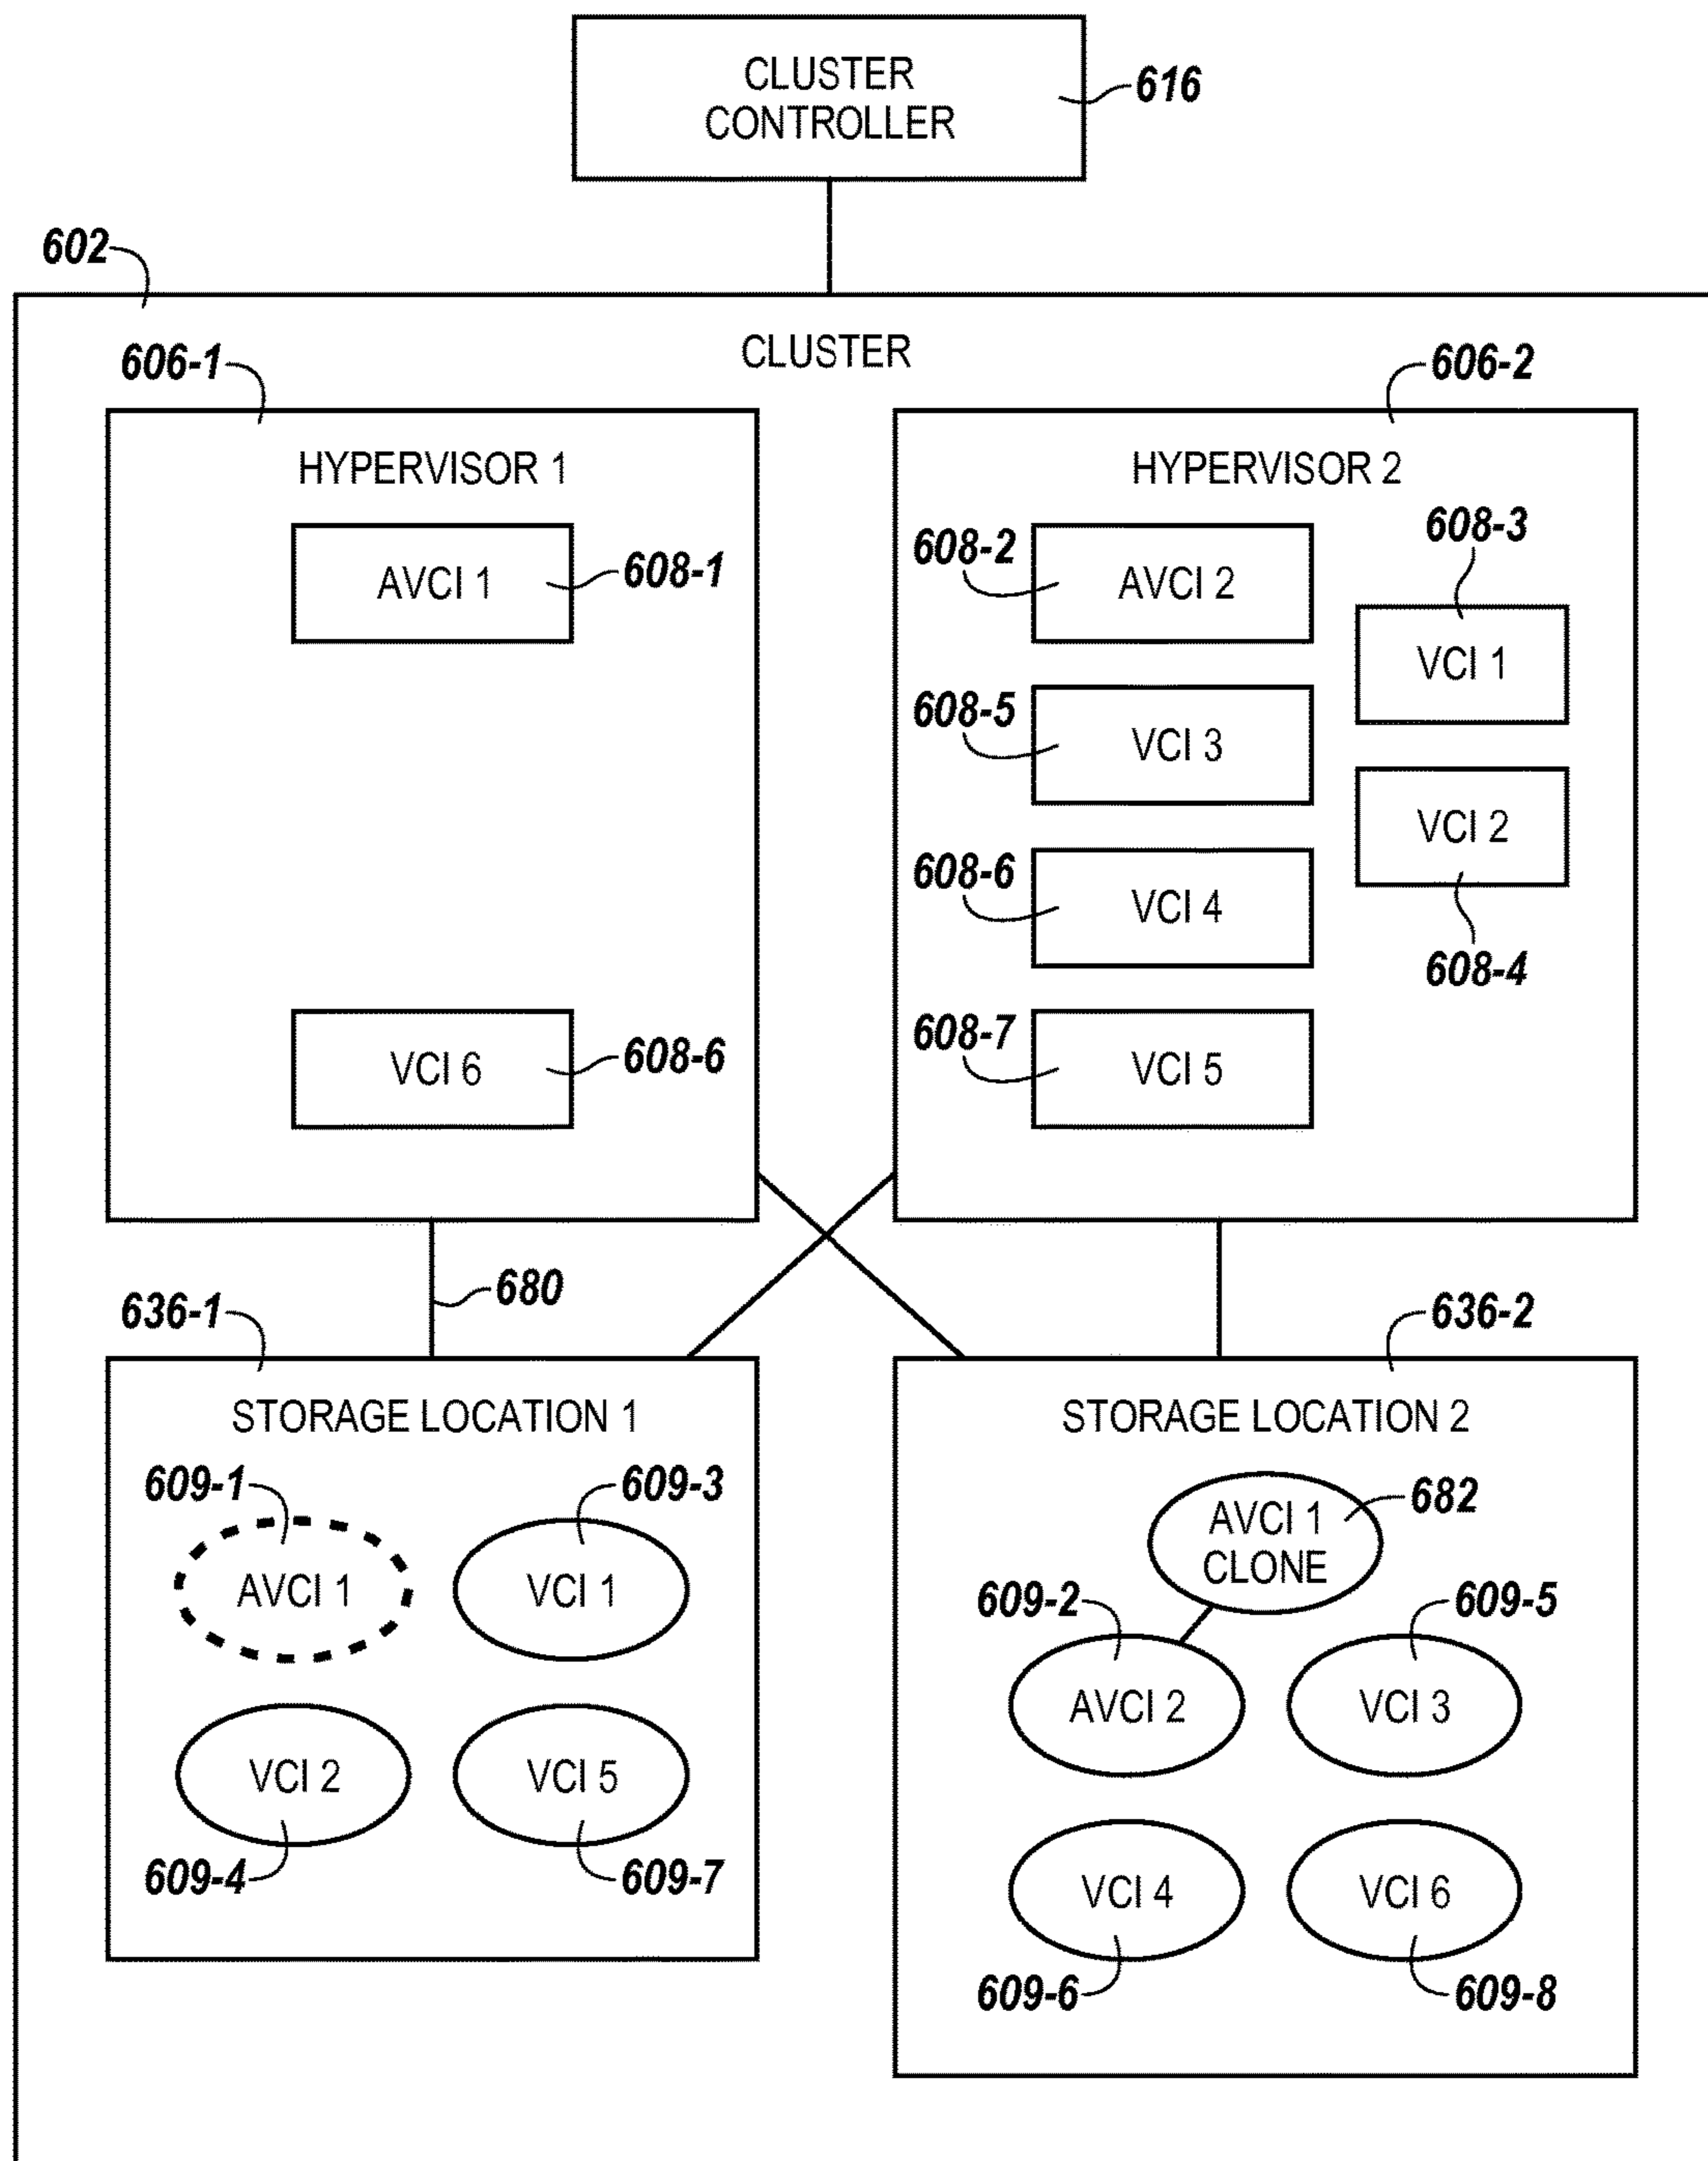 CLUSTER
CONTROLLER
616
602
CLUSTER
606-1
606-2
HYPERVISOR 1
AVCI 1
608-1
VCI 6
608-6
HYPERVISOR 2
608-2
AVCI 2
608-3
VCI 1
608-5
VCI 3
VCI 2
608-4
608-6
VCI 4
608-7
VCI 5
680
636-1
636-2
STORAGE LOCATION 1
609-1
AVCI 1
609-3
VCI 1
VCI 2
609-4
VCI 5
609-7
STORAGE LOCATION 2
AVCI 1
CLONE
682
609-2
AVCI 2
609-5
VCI 3
VCI 4
609-6
VCI 6
609-8